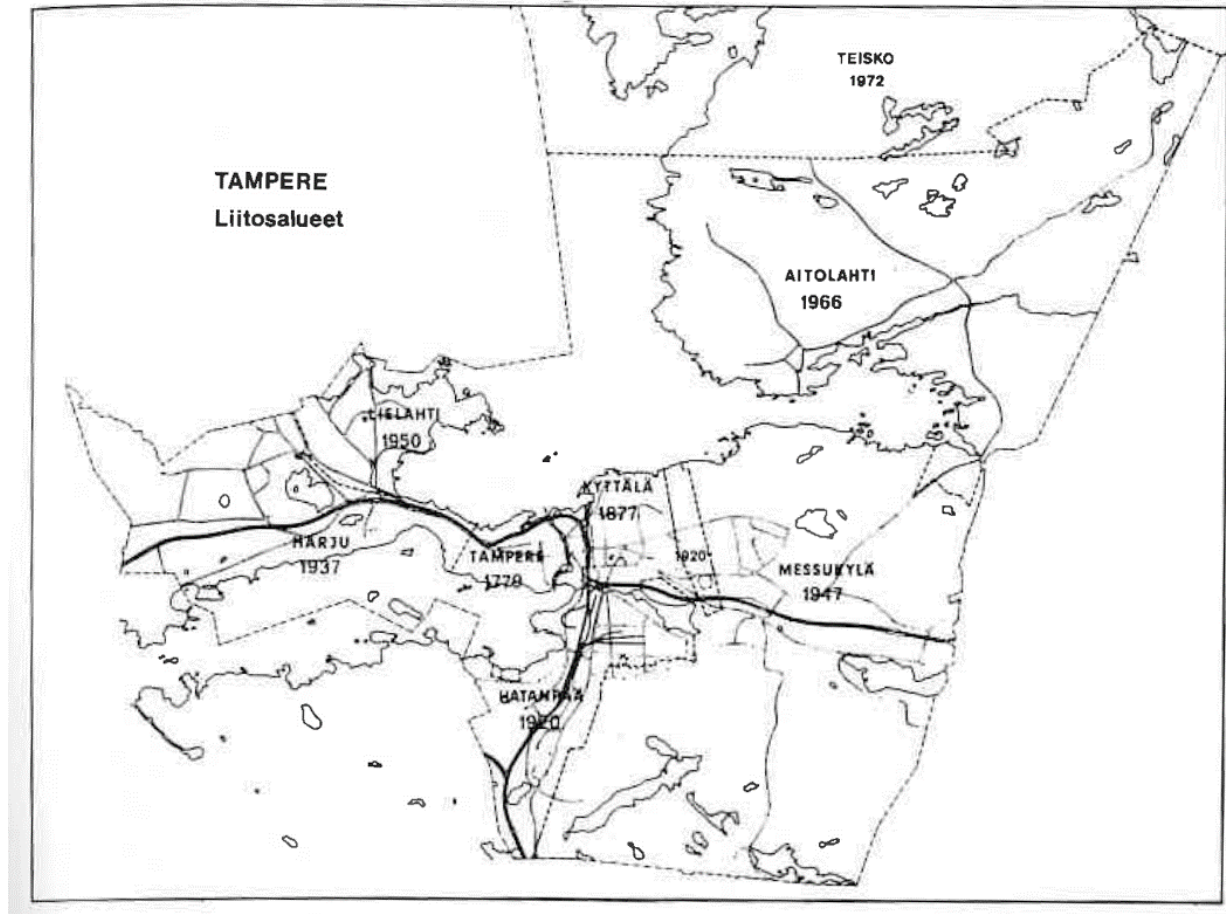 TEISKO
1972
TAMPERE
Liitosalueet
AITOLAHTI
1966
LIELAHTI
1950
KYTTÄLÄ
1877
HARJU
1937
TAMPERE
1779
1920
MESSUKYLÄ
1947
HATANPÄÄ
1920